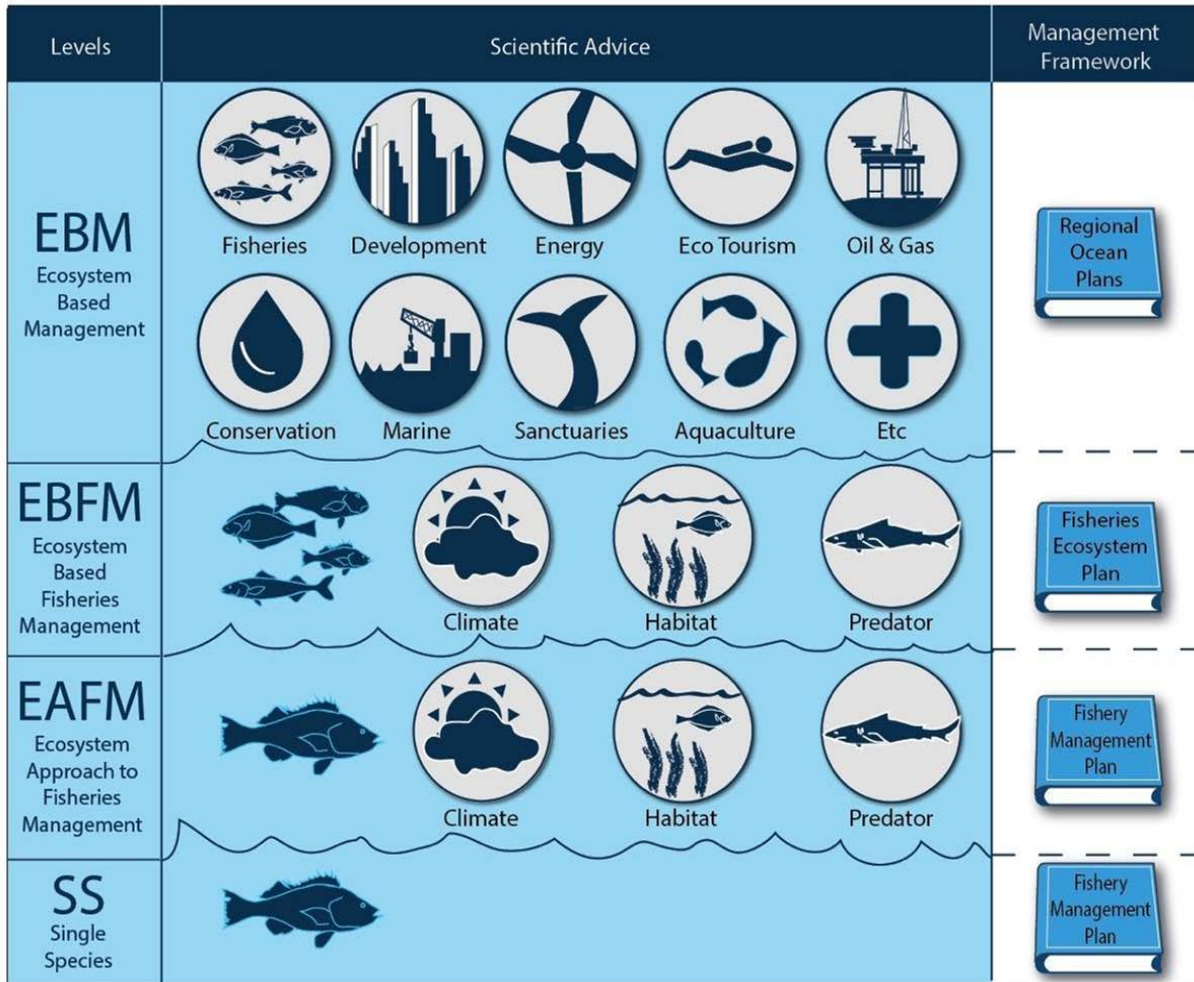 Levels
Scientific Advice
Management
Framework
EBM
Ecosystem
Based
Management
Fisheries
Development
Energy
Eco Tourism
Oil & Gas
Conservation
Marine
Sanctuaries
Aquaculture
Etc
Regional
Ocean
Plans
EBFM
Ecosystem
Based
Fisheries
Management
Climate
Habitat
Predator
Fisheries
Ecosystem
Plan
EAFM
Ecosystem
Approach to
Fisheries
Management
Climate
Habitat
Predator
Fishery
Management
Plan
SS
Single
Species
Fishery
Management
Plan